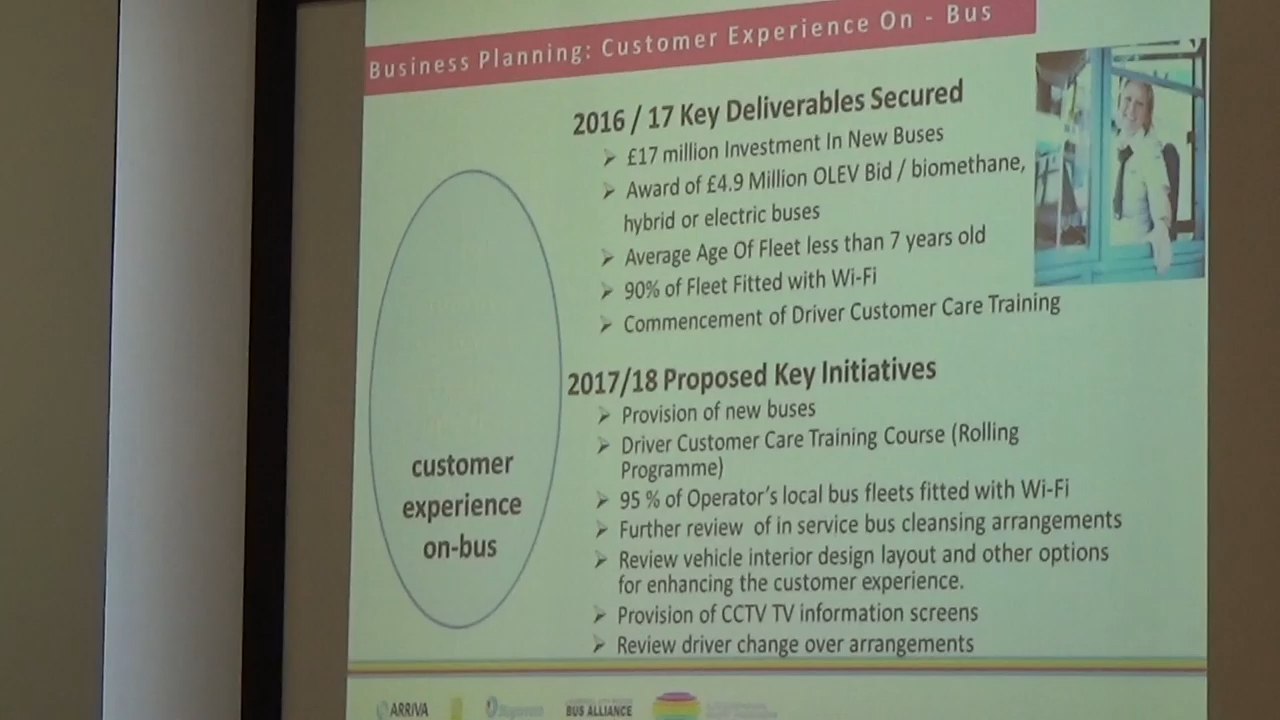 Business Planning: Customer Experience On - Bus
2016 / 17 Key Deliverables Secured
➢ £17 million Investment In New Buses
➢ Award of £4.9 Million OLEV Bid / biomethane,
hybrid or electric buses
➢ Average Age Of Fleet less than 7 years old
➢ 90% of Fleet Fitted with Wi-Fi
➢ Commencement of Driver Customer Care Training
customer
experience
on-bus
2017/18 Proposed Key Initiatives
➢ Provision of new buses
➢ Driver Customer Care Training Course (Rolling
Programme)
➢ 95 % of Operator's local bus fleets fitted with Wi-Fi
➢ Further review of in service bus cleansing arrangements
➢ Review vehicle interior design layout and other options
for enhancing the customer experience.
➢ Provision of CCTV TV information screens
➢ Review driver change over arrangements
ARRIVA
BUS ALLIANCE